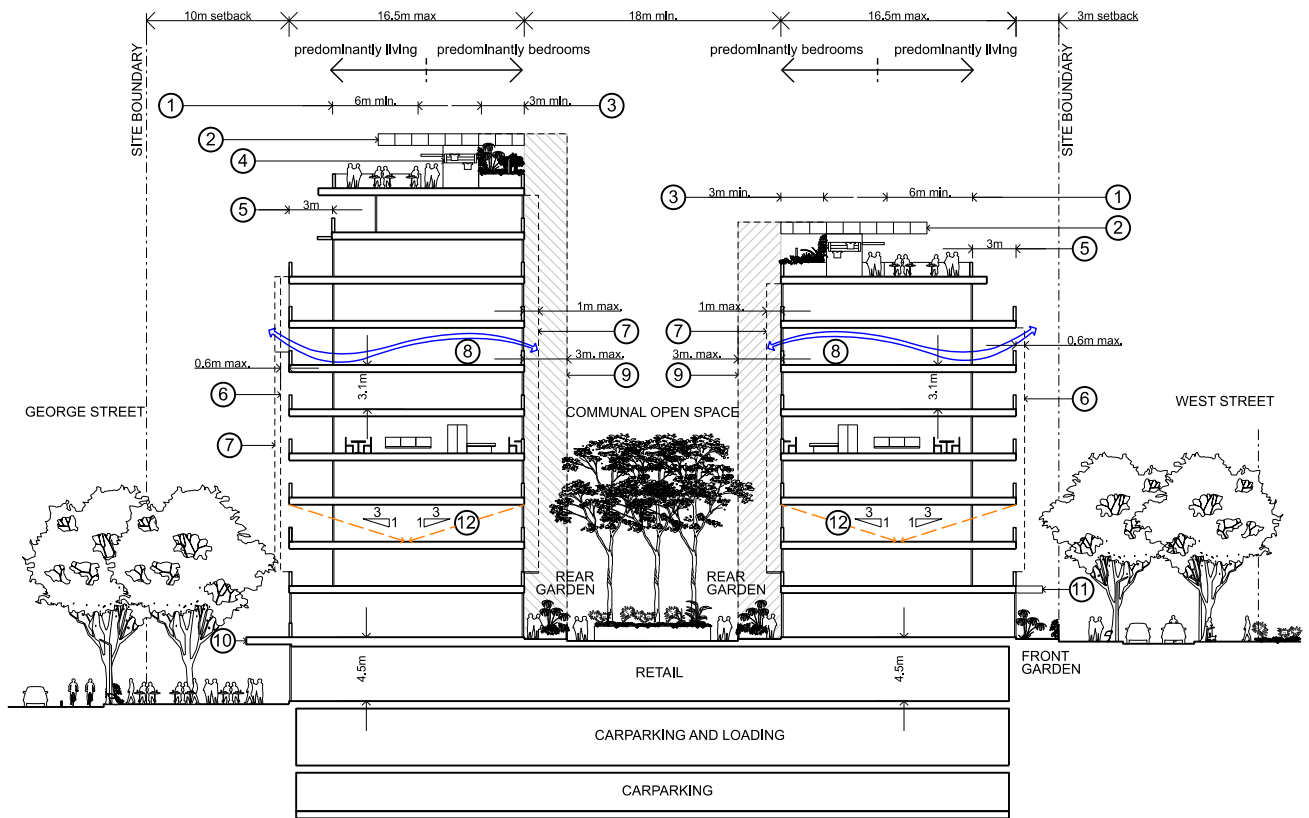 10m setback
16.5m max
18m min.
16.5m max.
3m setback
predominantly living
predominantly bedrooms
predominantly bedrooms
predominantly living
SITE BOUNDARY
SITE BOUNDARY
1
6m min.
3m min.
3
2
4
5
3m
3
3m min.
6m min.
1
2
3m
5
1m max.
1m max.
7
7
8
8
3m. max.
3m. max.
0.6m max.
0.6m max.
9
9
6
6
3.1m
3.1m
GEORGE STREET
COMMUNAL OPEN SPACE
WEST STREET
7
3
1
3
1
12
12
3
1
3
1
REAR
GARDEN
REAR
GARDEN
11
10
4.5m
RETAIL
4.5m
FRONT
GARDEN
CARPARKING AND LOADING
CARPARKING